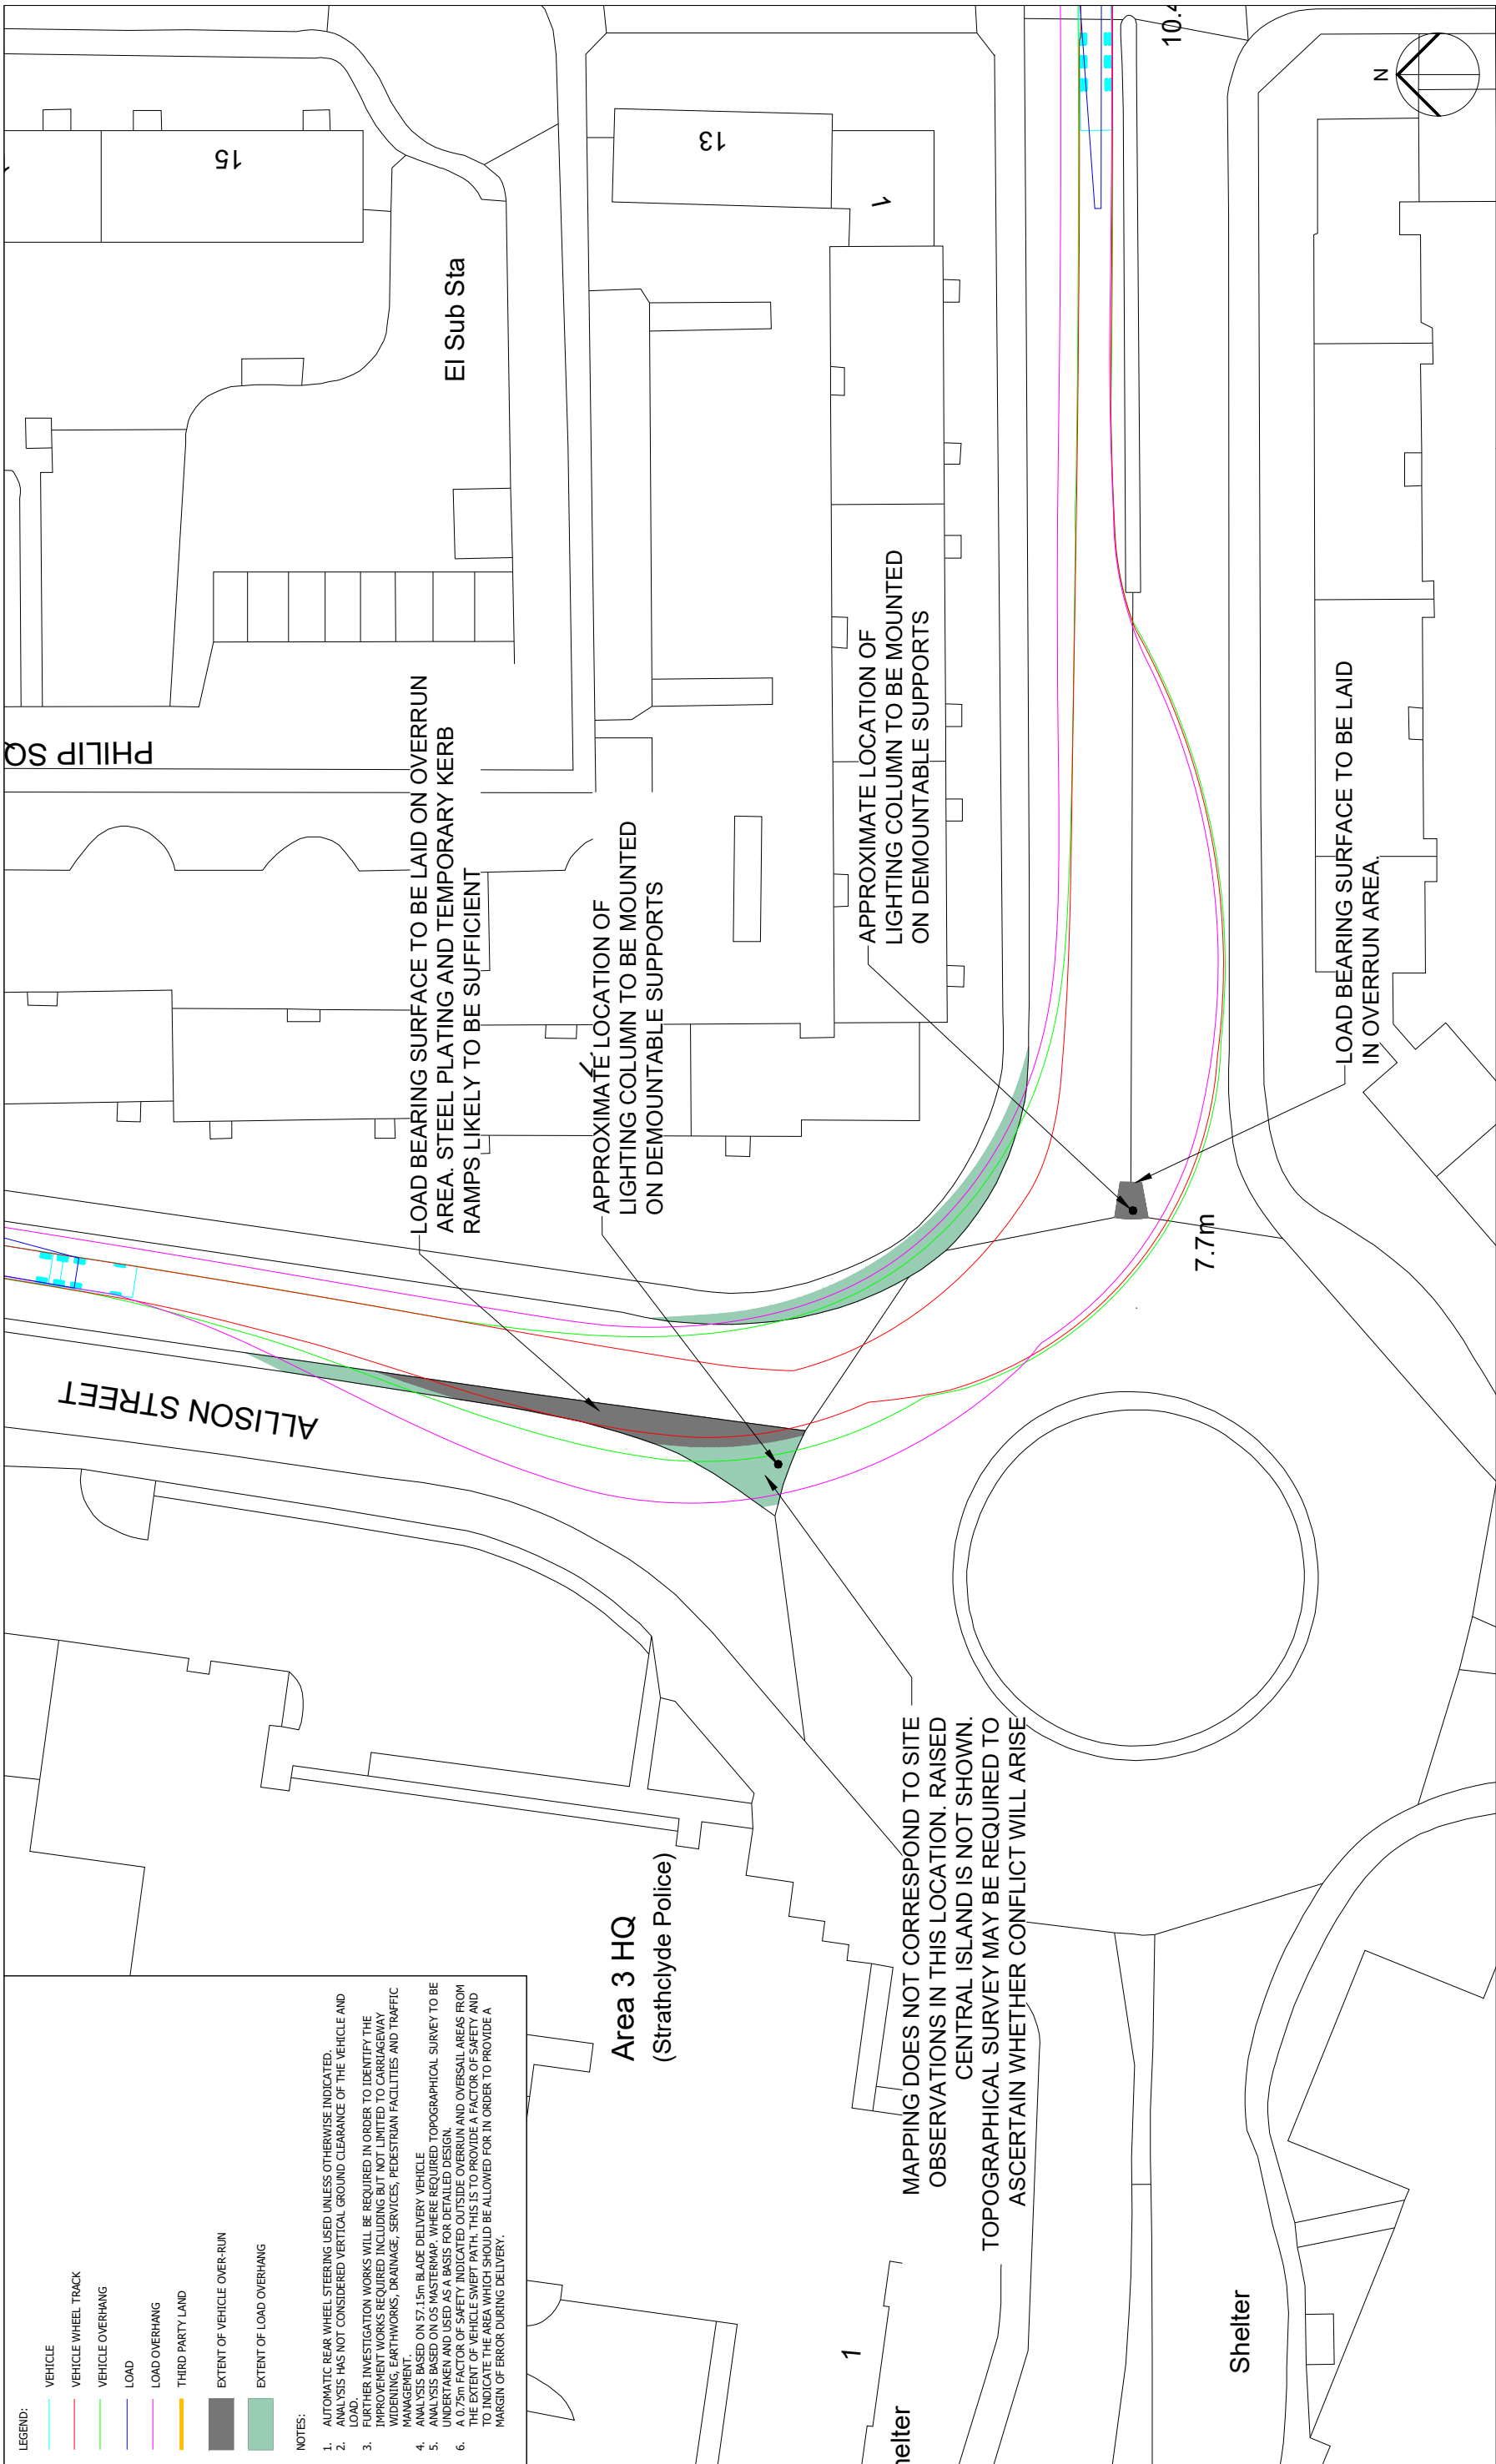 LEGEND:
VEHICLE
VEHICLE WHEEL TRACK
VEHICLE OVERHANG
LOAD
LOAD OVERHANG
THIRD PARTY LAND
EXTENT OF VEHICLE OVER-RUN
EXTENT OF LOAD OVERHANG
NOTES:
1. AUTOMATIC REAR WHEEL STEERING USED UNLESS OTHERWISE INDICATED.
2. ANALYSIS HAS NOT CONSIDERED VERTICAL GROUND CLEARANCE OF THE VEHICLE AND
LOAD.
3. FURTHER INVESTIGATION WORKS WILL BE REQUIRED IN ORDER TO IDENTIFY THE
IMPROVEMENT WORKS REQUIRED INCLUDING BUT NOT LIMITED TO CARRIAGEWAY
WIDENING, EARTHWORKS, DRAINAGE, SERVICES, PEDESTRIAN FACILITIES AND TRAFFIC
MANAGEMENT.
4. ANALYSIS BASED ON 57.15m BLADE DELIVERY VEHICLE
5. ANALYSIS BASED ON OS MASTERMAP. WHERE REQUIRED TOPOGRAPHICAL SURVEY TO BE
UNDERTAKEN AND USED AS A BASIS FOR DETAILED DESIGN.
6. A 0.75m FACTOR OF SAFETY INDICATED OUTSIDE OVERRUN AND OVERSAIL AREAS FROM
THE EXTENT OF VEHICLE SWEPT PATH. THIS IS TO PROVIDE A FACTOR OF SAFETY AND
TO INDICATE THE AREA WHICH SHOULD BE ALLOWED FOR IN ORDER TO PROVIDE A
MARGIN OF ERROR DURING DELIVERY.
ALLISON STREET
PHILIP SQ
15
El Sub Sta
13
1
LOAD BEARING SURFACE TO BE LAID ON OVERRUN
AREA. STEEL PLATING AND TEMPORARY KERB
RAMPS LIKELY TO BE SUFFICIENT
APPROXIMATE LOCATION OF
LIGHTING COLUMN TO BE MOUNTED
ON DEMOUNTABLE SUPPORTS
APPROXIMATE LOCATION OF
LIGHTING COLUMN TO BE MOUNTED
ON DEMOUNTABLE SUPPORTS
Area 3 HQ
(Strathclyde Police)
MAPPING DOES NOT CORRESPOND TO SITE
OBSERVATIONS IN THIS LOCATION. RAISED
CENTRAL ISLAND IS NOT SHOWN.
TOPOGRAPHICAL SURVEY MAY BE REQUIRED TO
ASCERTAIN WHETHER CONFLICT WILL ARISE
1
helter
Shelter
7.7m
10.4
LOAD BEARING SURFACE TO BE LAID
IN OVERRUN AREA.
N